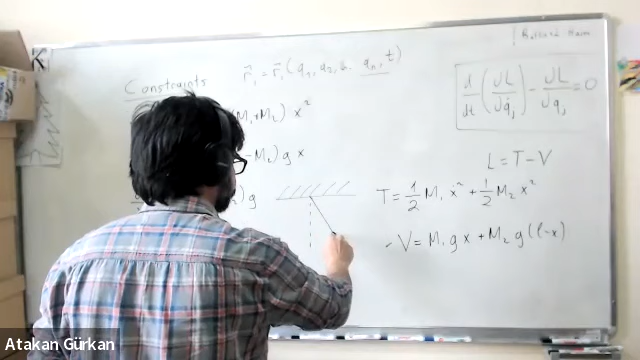 Constraints
r⃗ᵢ = r⃗ᵢ (q₁, q₂, ... qₙ, t)
M₁+M₂) ẋ²
- M₂) g x
) g
d/dt (∂L/∂q̇ⱼ) - ∂L/∂qⱼ = 0
L = T - V
T = 1/2 M₁ ẋ² + 1/2 M₂ ẋ²
- V = M₁ g x + M₂ g (l - x)
Atakan Gürkan